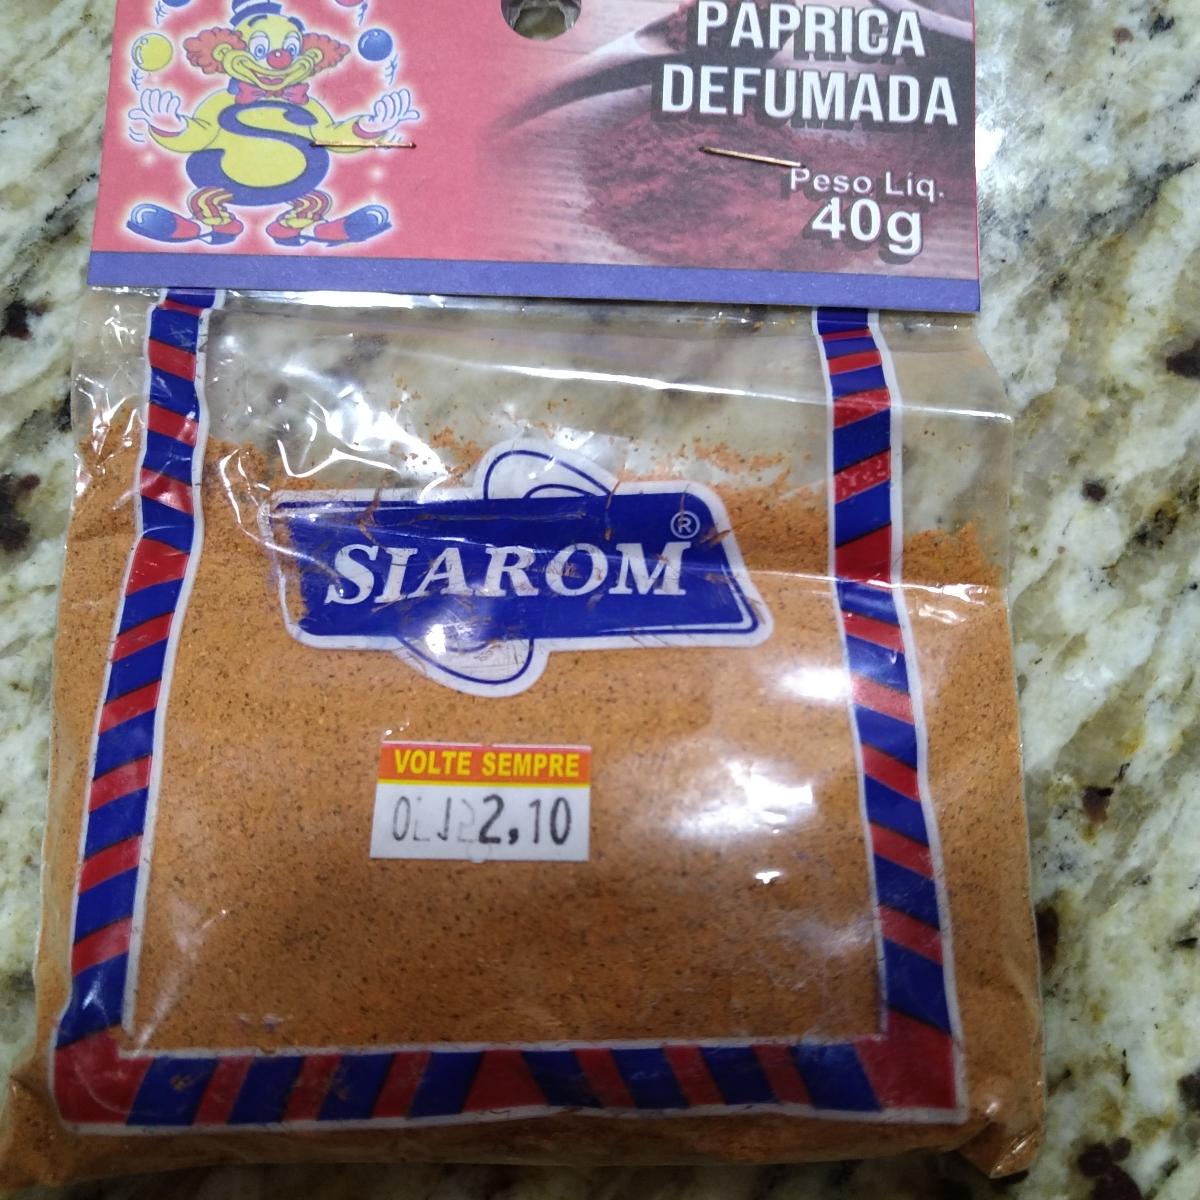 PAPRICA
DEFUMADA
Peso Líq.
40g
S
SIAROM®
VOLTE SEMPRE
2,10